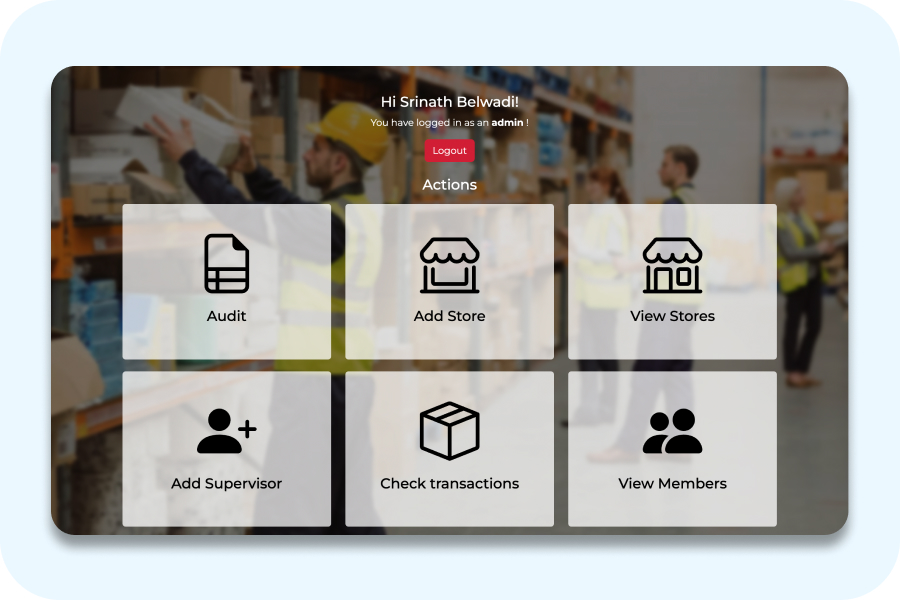 Hi Srinath Belwadi!
You have logged in as an admin !
Logout
Actions
Audit
Add Store
View Stores
Add Supervisor
Check transactions
View Members